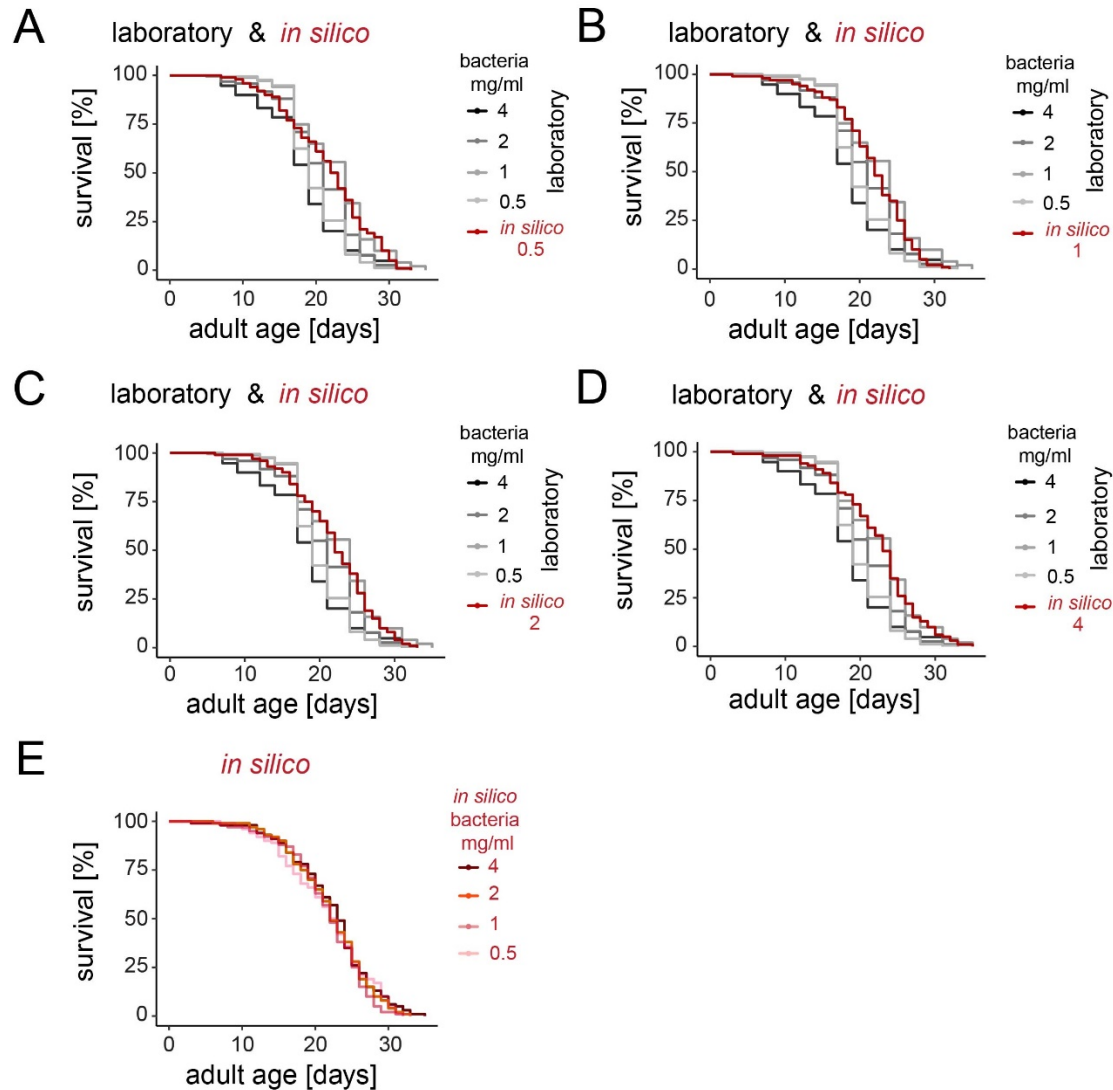 A
laboratory & in silico
survival [%]
100
75
50
25
0
0 10 20 30
adult age [days]
bacteria
mg/ml
4
2
1
0.5
in silico
0.5
laboratory
B
laboratory & in silico
survival [%]
100
75
50
25
0
0 10 20 30
adult age [days]
bacteria
mg/ml
4
2
1
0.5
in silico
1
laboratory
C
laboratory & in silico
survival [%]
100
75
50
25
0
0 10 20 30
adult age [days]
bacteria
mg/ml
4
2
1
0.5
in silico
2
laboratory
D
laboratory & in silico
survival [%]
100
75
50
25
0
0 10 20 30
adult age [days]
bacteria
mg/ml
4
2
1
0.5
in silico
4
laboratory
E
in silico
survival [%]
100
75
50
25
0
0 10 20 30
adult age [days]
in silico
bacteria
mg/ml
4
2
1
0.5